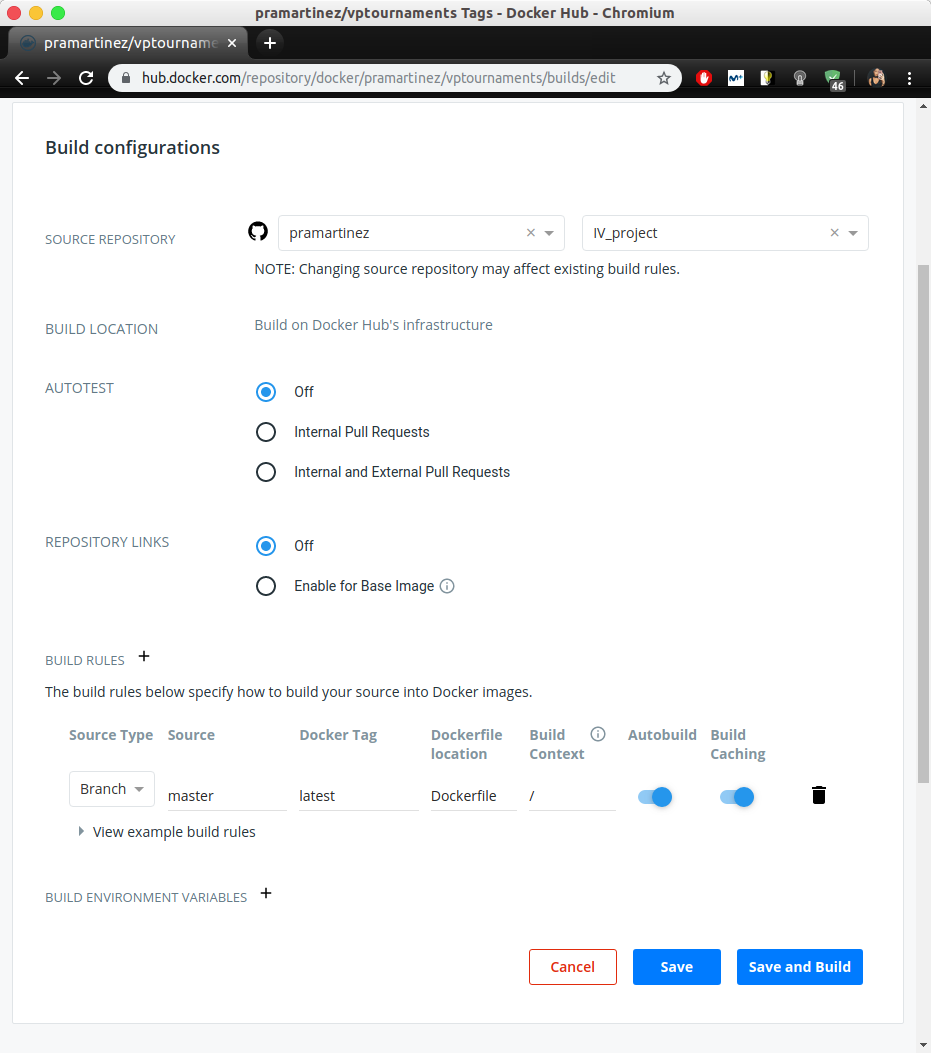 pramartinez/vptournaments Tags - Docker Hub - Chromium
pramartinez/vptourname
hub.docker.com/repository/docker/pramartinez/vptournaments/builds/edit
46
Build configurations
SOURCE REPOSITORY pramartinez IV_project
NOTE: Changing source repository may affect existing build rules.
BUILD LOCATION Build on Docker Hub's infrastructure
AUTOTEST Off
Internal Pull Requests
Internal and External Pull Requests
REPOSITORY LINKS Off
Enable for Base Image
BUILD RULES +
The build rules below specify how to build your source into Docker images.
Source Type Source Docker Tag Dockerfile location Build Context Autobuild Build Caching
Branch master latest Dockerfile /
View example build rules
BUILD ENVIRONMENT VARIABLES +
Cancel Save Save and Build